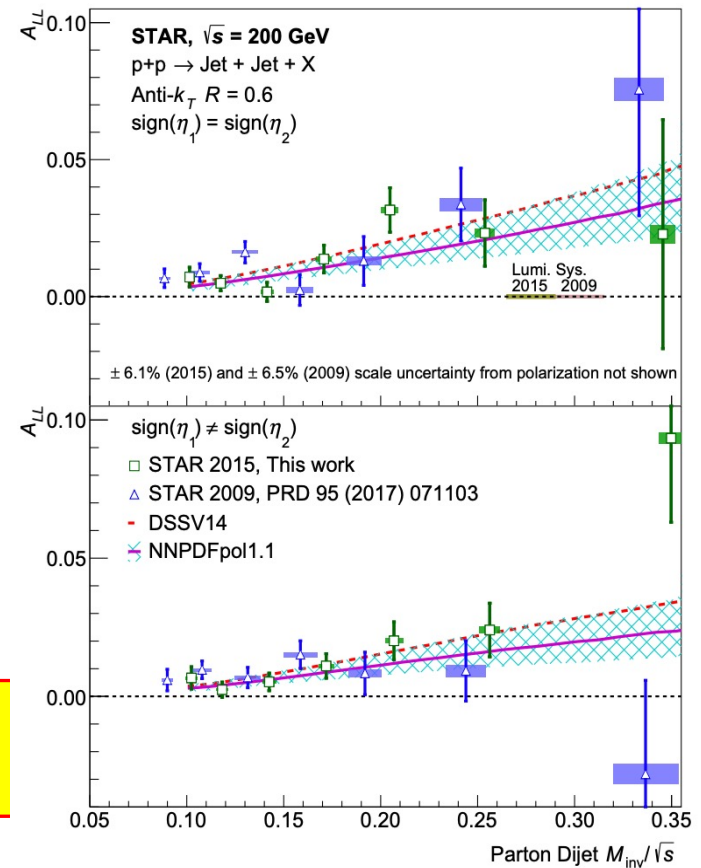 A_LL
0.10
0.05
0.00
STAR, √s = 200 GeV
p+p → Jet + Jet + X
Anti-k_T R = 0.6
sign(η_1) = sign(η_2)
Lumi. Sys.
2015 2009
± 6.1% (2015) and ± 6.5% (2009) scale uncertainty from polarization not shown
A_LL
0.10
0.05
0.00
sign(η_1) ≠ sign(η_2)
STAR 2015, This work
STAR 2009, PRD 95 (2017) 071103
DSSV14
NNPDFpol1.1
0.05 0.10 0.15 0.20 0.25 0.30 0.35
Parton Dijet M_inv/√s